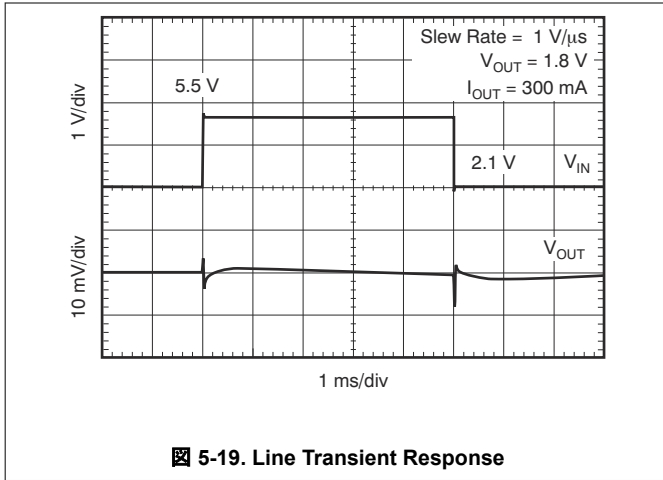 Slew Rate = 1 V/μs
V_OUT = 1.8 V
I_OUT = 300 mA
5.5 V
1 V/div
2.1 V
V_IN
V_OUT
10 mV/div
1 ms/div
図 5-19. Line Transient Response